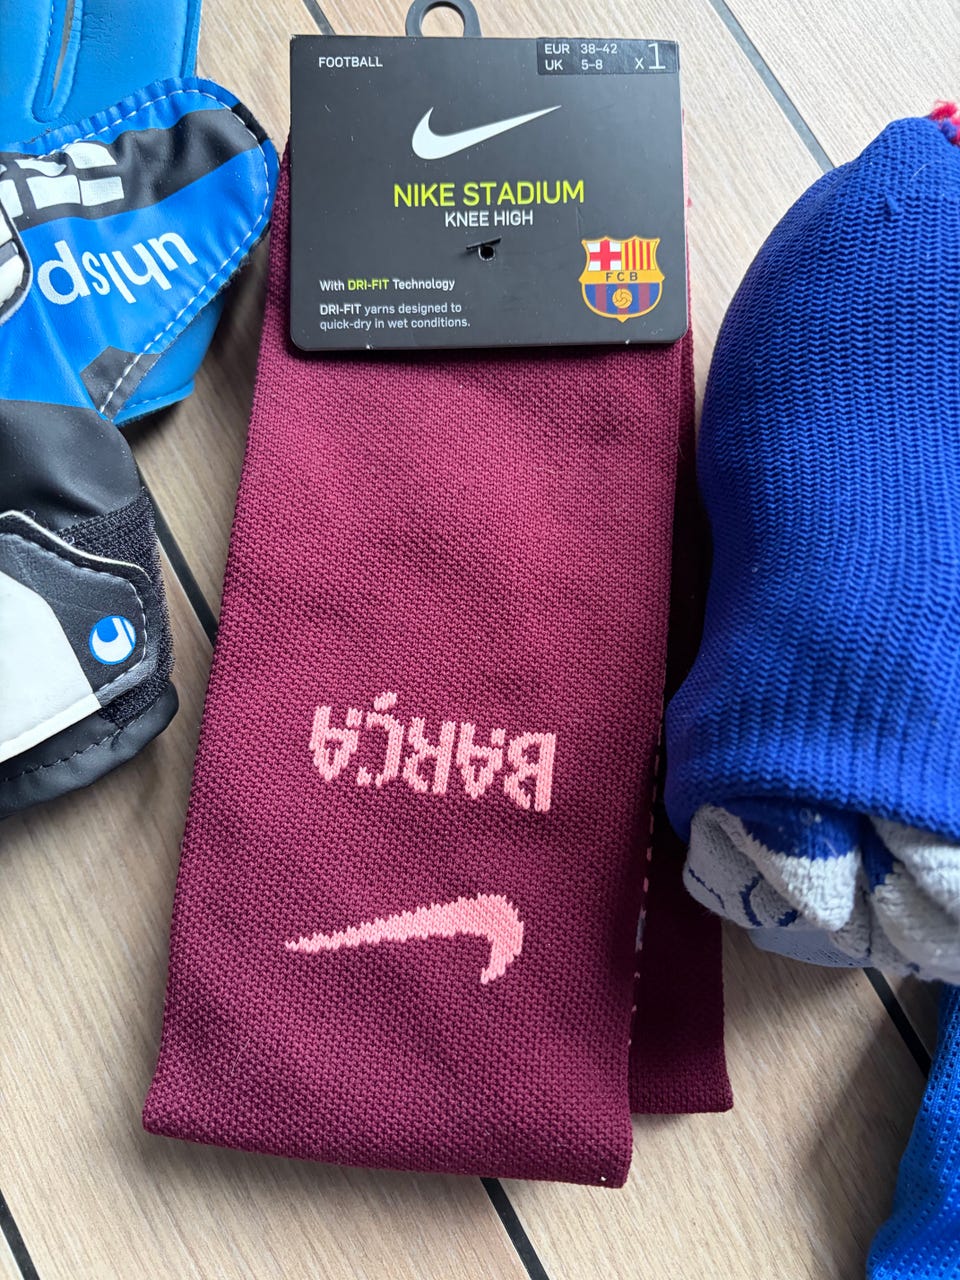 FOOTBALL
EUR 38-42
UK 5-8
x1
NIKE STADIUM
KNEE HIGH
FCB
With DRI-FIT Technology
DRI-FIT yarns designed to
quick-dry in wet conditions.
uhlsp
BARÇA